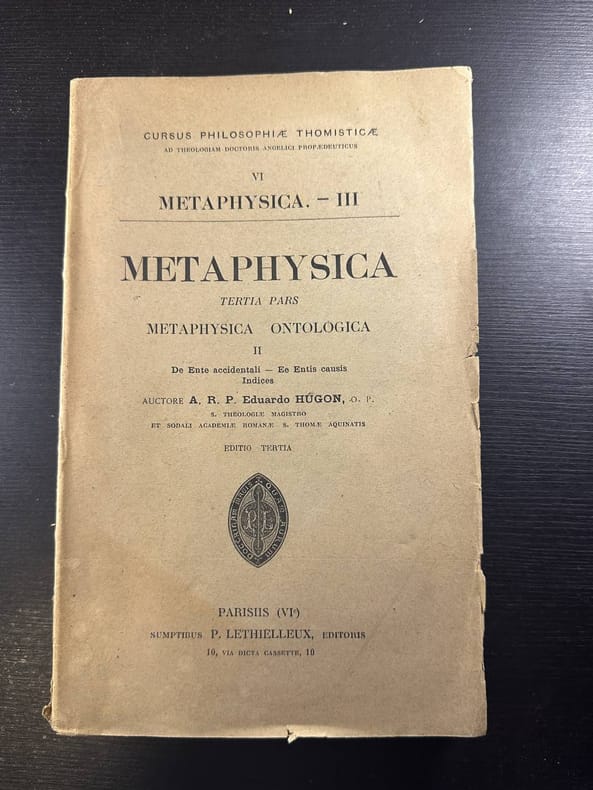 CURSUS PHILOSOPHIÆ THOMISTICÆ
AD THEOLOGIAM DOCTORIS ANGELICI PROPÆDEUTICUS
VI
METAPHYSICA. — III
METAPHYSICA
TERTIA PARS
METAPHYSICA ONTOLOGICA
II
De Ente accidentali — Ee Entis causis
Indices
AUCTORE A. R. P. Eduardo HUGON, O. P.
S. THEOLOGIÆ MAGISTRO
ET SODALI ACADEMIÆ ROMANÆ S. THOMÆ AQUINATIS
EDITIO TERTIA
P.L
PARISIIS (VIe)
SUMPTIBUS P. LETHIELLEUX, EDITORIS
10, VIA DICTA CASSETTE, 10